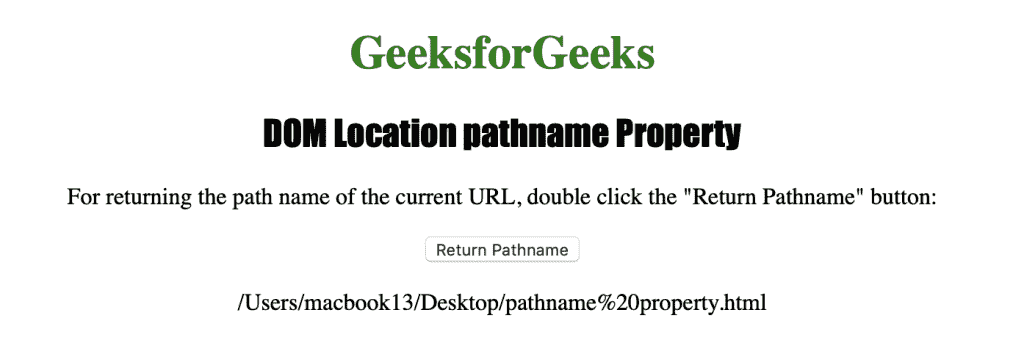 GeeksforGeeks
DOM Location pathname Property
For returning the path name of the current URL, double click the "Return Pathname" button:
Return Pathname
/Users/macbook13/Desktop/pathname%20property.html